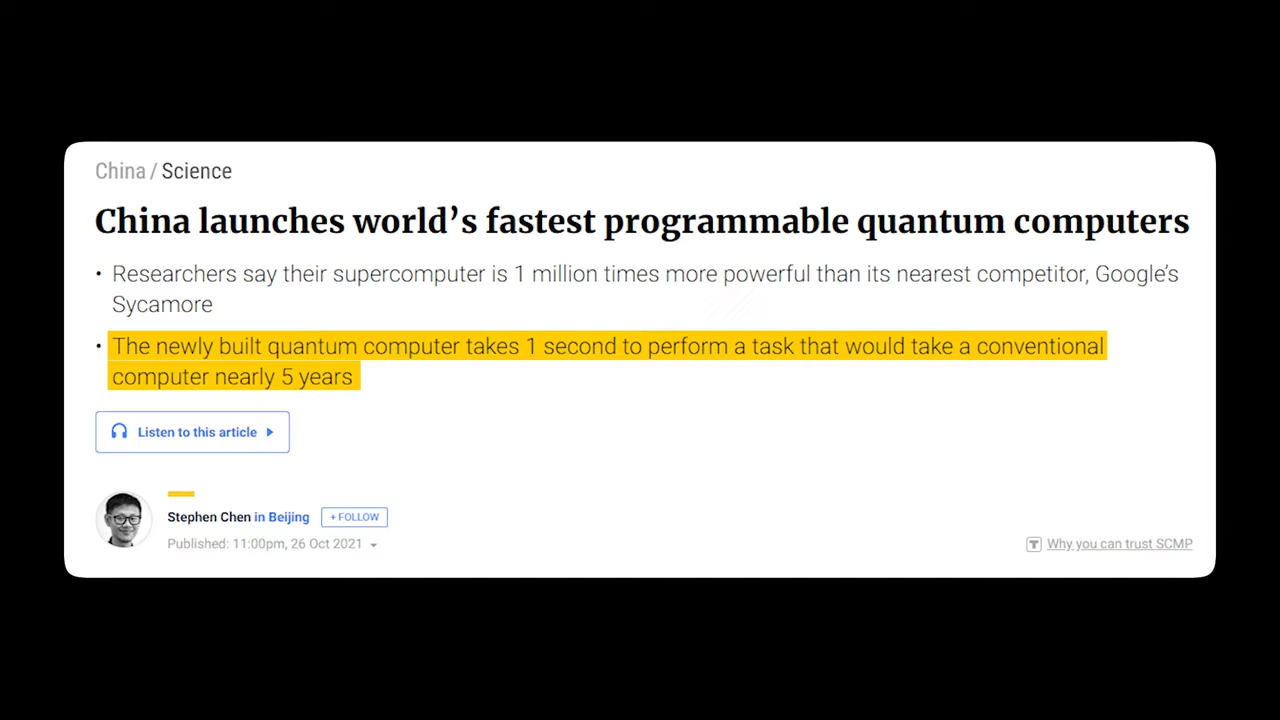 China / Science
China launches world’s fastest programmable quantum computers
• Researchers say their supercomputer is 1 million times more powerful than its nearest competitor, Google’s
Sycamore
• The newly built quantum computer takes 1 second to perform a task that would take a conventional
computer nearly 5 years
Listen to this article
Stephen Chen in Beijing + FOLLOW
Published: 11:00pm, 26 Oct 2021
T Why you can trust SCMP